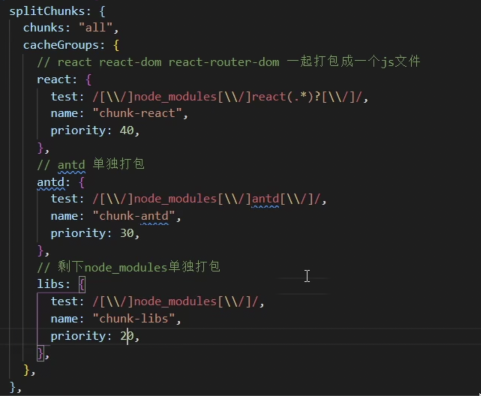 splitChunks: {
  chunks: "all",
  cacheGroups: {
    // react react-dom react-router-dom 一起打包成一个js文件
    react: {
      test: /[\\/]node_modules[\\/]react(.*)?[\\/]/,
      name: "chunk-react",
      priority: 40,
    },
    // antd 单独打包
    antd: {
      test: /[\\/]node_modules[\\/]antd[\\/]/,
      name: "chunk-antd",
      priority: 30,
    },
    // 剩下node_modules单独打包
    libs: {
      test: /[\\/]node_modules[\\/]/,
      name: "chunk-libs",
      priority: 20,
    },
  },
},